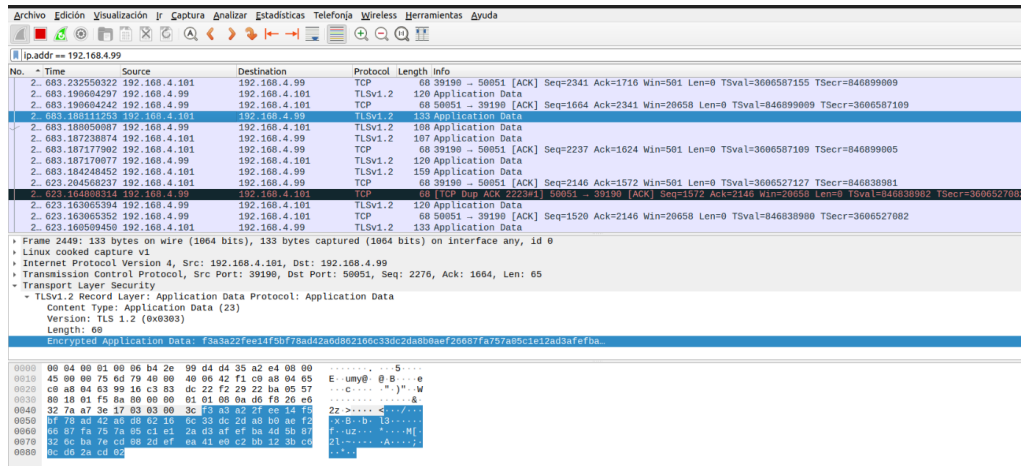 Archivo Edición Visualización Ir Captura Analizar Estadísticas Telefonja Wireless Herramientas Ayuda
ip.addr == 192.168.4.99
No. Time Source Destination Protocol Length Info
2… 683.232550322 192.168.4.101 192.168.4.99 TCP 68 39190 → 50051 [ACK] Seq=2341 Ack=1716 Win=501 Len=0 TSval=3606587155 TSecr=846899009
2… 683.190604297 192.168.4.99 192.168.4.101 TLSv1.2 120 Application Data
2… 683.190604242 192.168.4.99 192.168.4.101 TCP 68 50051 → 39190 [ACK] Seq=1664 Ack=2341 Win=20658 Len=0 TSval=846899009 TSecr=3606587109
2… 683.188111253 192.168.4.101 192.168.4.99 TLSv1.2 133 Application Data
2… 683.188050087 192.168.4.99 192.168.4.101 TLSv1.2 108 Application Data
2… 683.187238874 192.168.4.101 192.168.4.99 TLSv1.2 107 Application Data
2… 683.187177902 192.168.4.101 192.168.4.99 TCP 68 39190 → 50051 [ACK] Seq=2237 Ack=1624 Win=501 Len=0 TSval=3606587109 TSecr=846899005
2… 683.187170077 192.168.4.99 192.168.4.101 TLSv1.2 120 Application Data
2… 683.184248452 192.168.4.101 192.168.4.99 TLSv1.2 159 Application Data
2… 623.204568237 192.168.4.101 192.168.4.99 TCP 68 39190 → 50051 [ACK] Seq=2146 Ack=1572 Win=501 Len=0 TSval=3606527127 TSecr=846838981
2… 623.164808314 192.168.4.99 192.168.4.101 TCP 68 [TCP Dup ACK 2223#1] 50051 → 39190 [ACK] Seq=1572 Ack=2146 Win=20658 Len=0 TSval=846838982 TSecr=3606527082
2… 623.163065394 192.168.4.99 192.168.4.101 TLSv1.2 120 Application Data
2… 623.163065352 192.168.4.99 192.168.4.101 TCP 68 50051 → 39190 [ACK] Seq=1520 Ack=2146 Win=20658 Len=0 TSval=846838980 TSecr=3606527082
2… 623.160509450 192.168.4.101 192.168.4.99 TLSv1.2 133 Application Data
Frame 2449: 133 bytes on wire (1064 bits), 133 bytes captured (1064 bits) on interface any, id 0
Linux cooked capture v1
Internet Protocol Version 4, Src: 192.168.4.101, Dst: 192.168.4.99
Transmission Control Protocol, Src Port: 39190, Dst Port: 50051, Seq: 2276, Ack: 1664, Len: 65
Transport Layer Security
TLSv1.2 Record Layer: Application Data Protocol: Application Data
Content Type: Application Data (23)
Version: TLS 1.2 (0x0303)
Length: 60
Encrypted Application Data: f3a3a22fee14f5bf78ad42a6d862166c33dc2da8b0aef26687fa757a05c1e12ad3afefba…
0000 00 04 00 01 00 06 b4 2e 99 d4 d4 35 a2 e4 08 00 ·······.···5····
0010 45 00 00 75 6d 79 40 00 40 06 42 f1 c0 a8 04 65 E··umy@·@·B····e
0020 c0 a8 04 63 99 16 c3 83 dc 22 f2 29 22 ba 05 57 ···c·····"·)"··W
0030 80 18 01 f5 8a 80 00 00 01 01 08 0a d6 f8 26 e6 ··············&·
0040 32 7a a7 3e 17 03 03 00 3c f3 a3 a2 2f ee 14 f5 2z·>····<···/···
0050 bf 78 ad 42 a6 d8 62 16 6c 33 dc 2d a8 b0 ae f2 ·x·B··b·l3·-····
0060 66 87 fa 75 7a 05 c1 e1 2a d3 af ef ba 4d 5b 87 f··uz···*····M[·
0070 32 6c ba 7e cd 08 2d ef ea 41 e0 c2 bb 12 3b c6 2l·~··-··A····;·
0080 0c d6 2a cd 02 ··*··